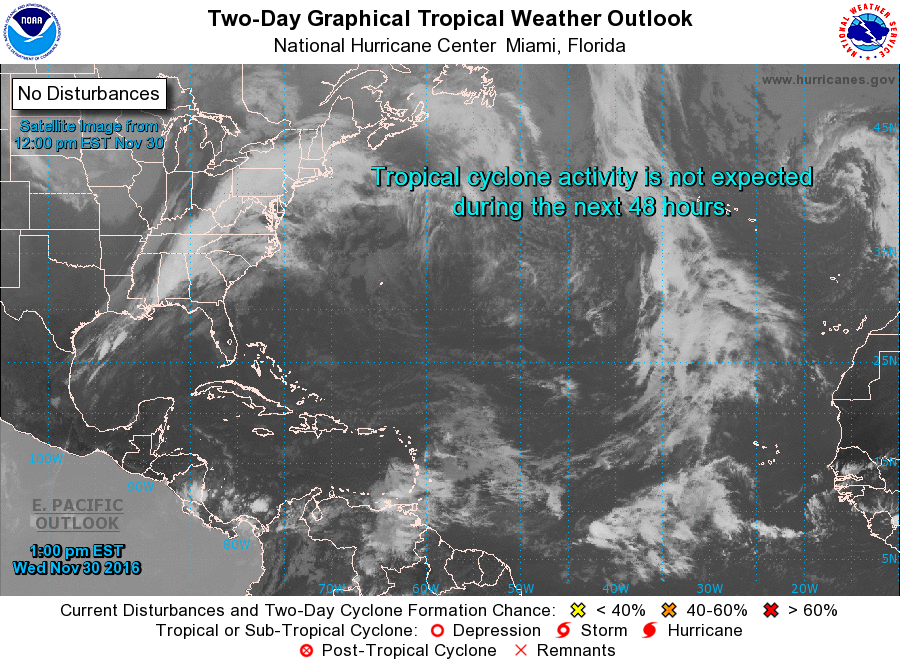 Two-Day Graphical Tropical Weather Outlook
National Hurricane Center Miami, Florida
NOAA
NATIONAL WEATHER SERVICE
www.hurricanes.gov
No Disturbances
Satellite Image from
12:00 pm EST Nov 30
45N
Tropical cyclone activity is not expected
during the next 48 hours.
25N
100W
90W
E. PACIFIC
OUTLOOK
80W
1:00 pm EST
Wed Nov 30 2016
5N
70W 60W 50W 40W 30W 20W
Current Disturbances and Two-Day Cyclone Formation Chance: < 40% 40-60% > 60%
Tropical or Sub-Tropical Cyclone: Depression Storm Hurricane
Post-Tropical Cyclone Remnants